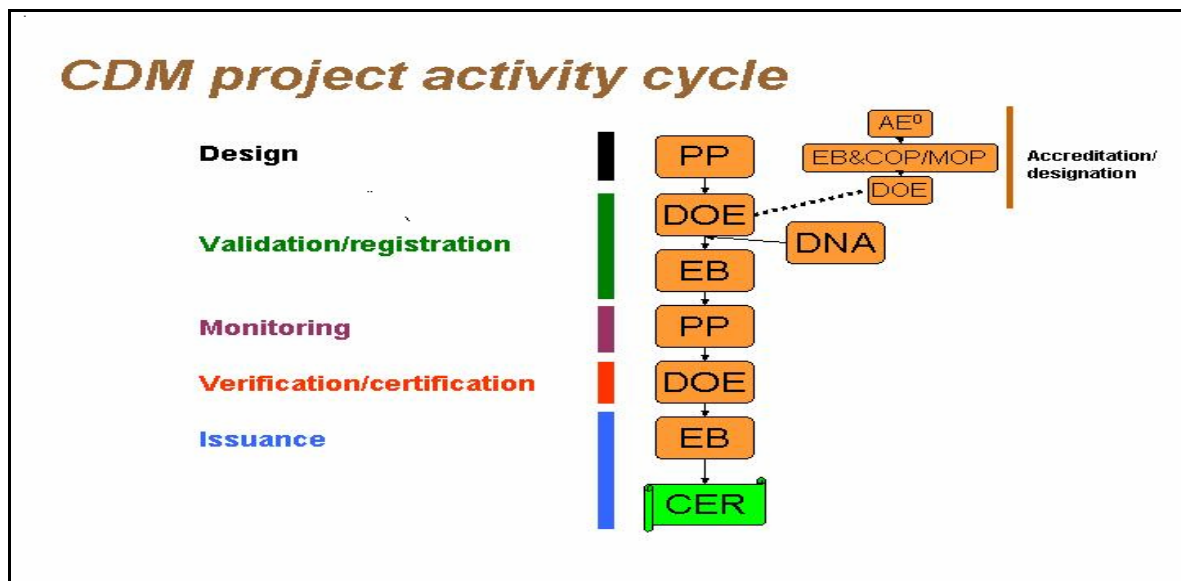 CDM project activity cycle
Design
PP
AE⁰
EB&COP/MOP
DOE
Accreditation/
designation
Validation/registration
DOE
DNA
EB
Monitoring
PP
Verification/certification
DOE
Issuance
EB
CER